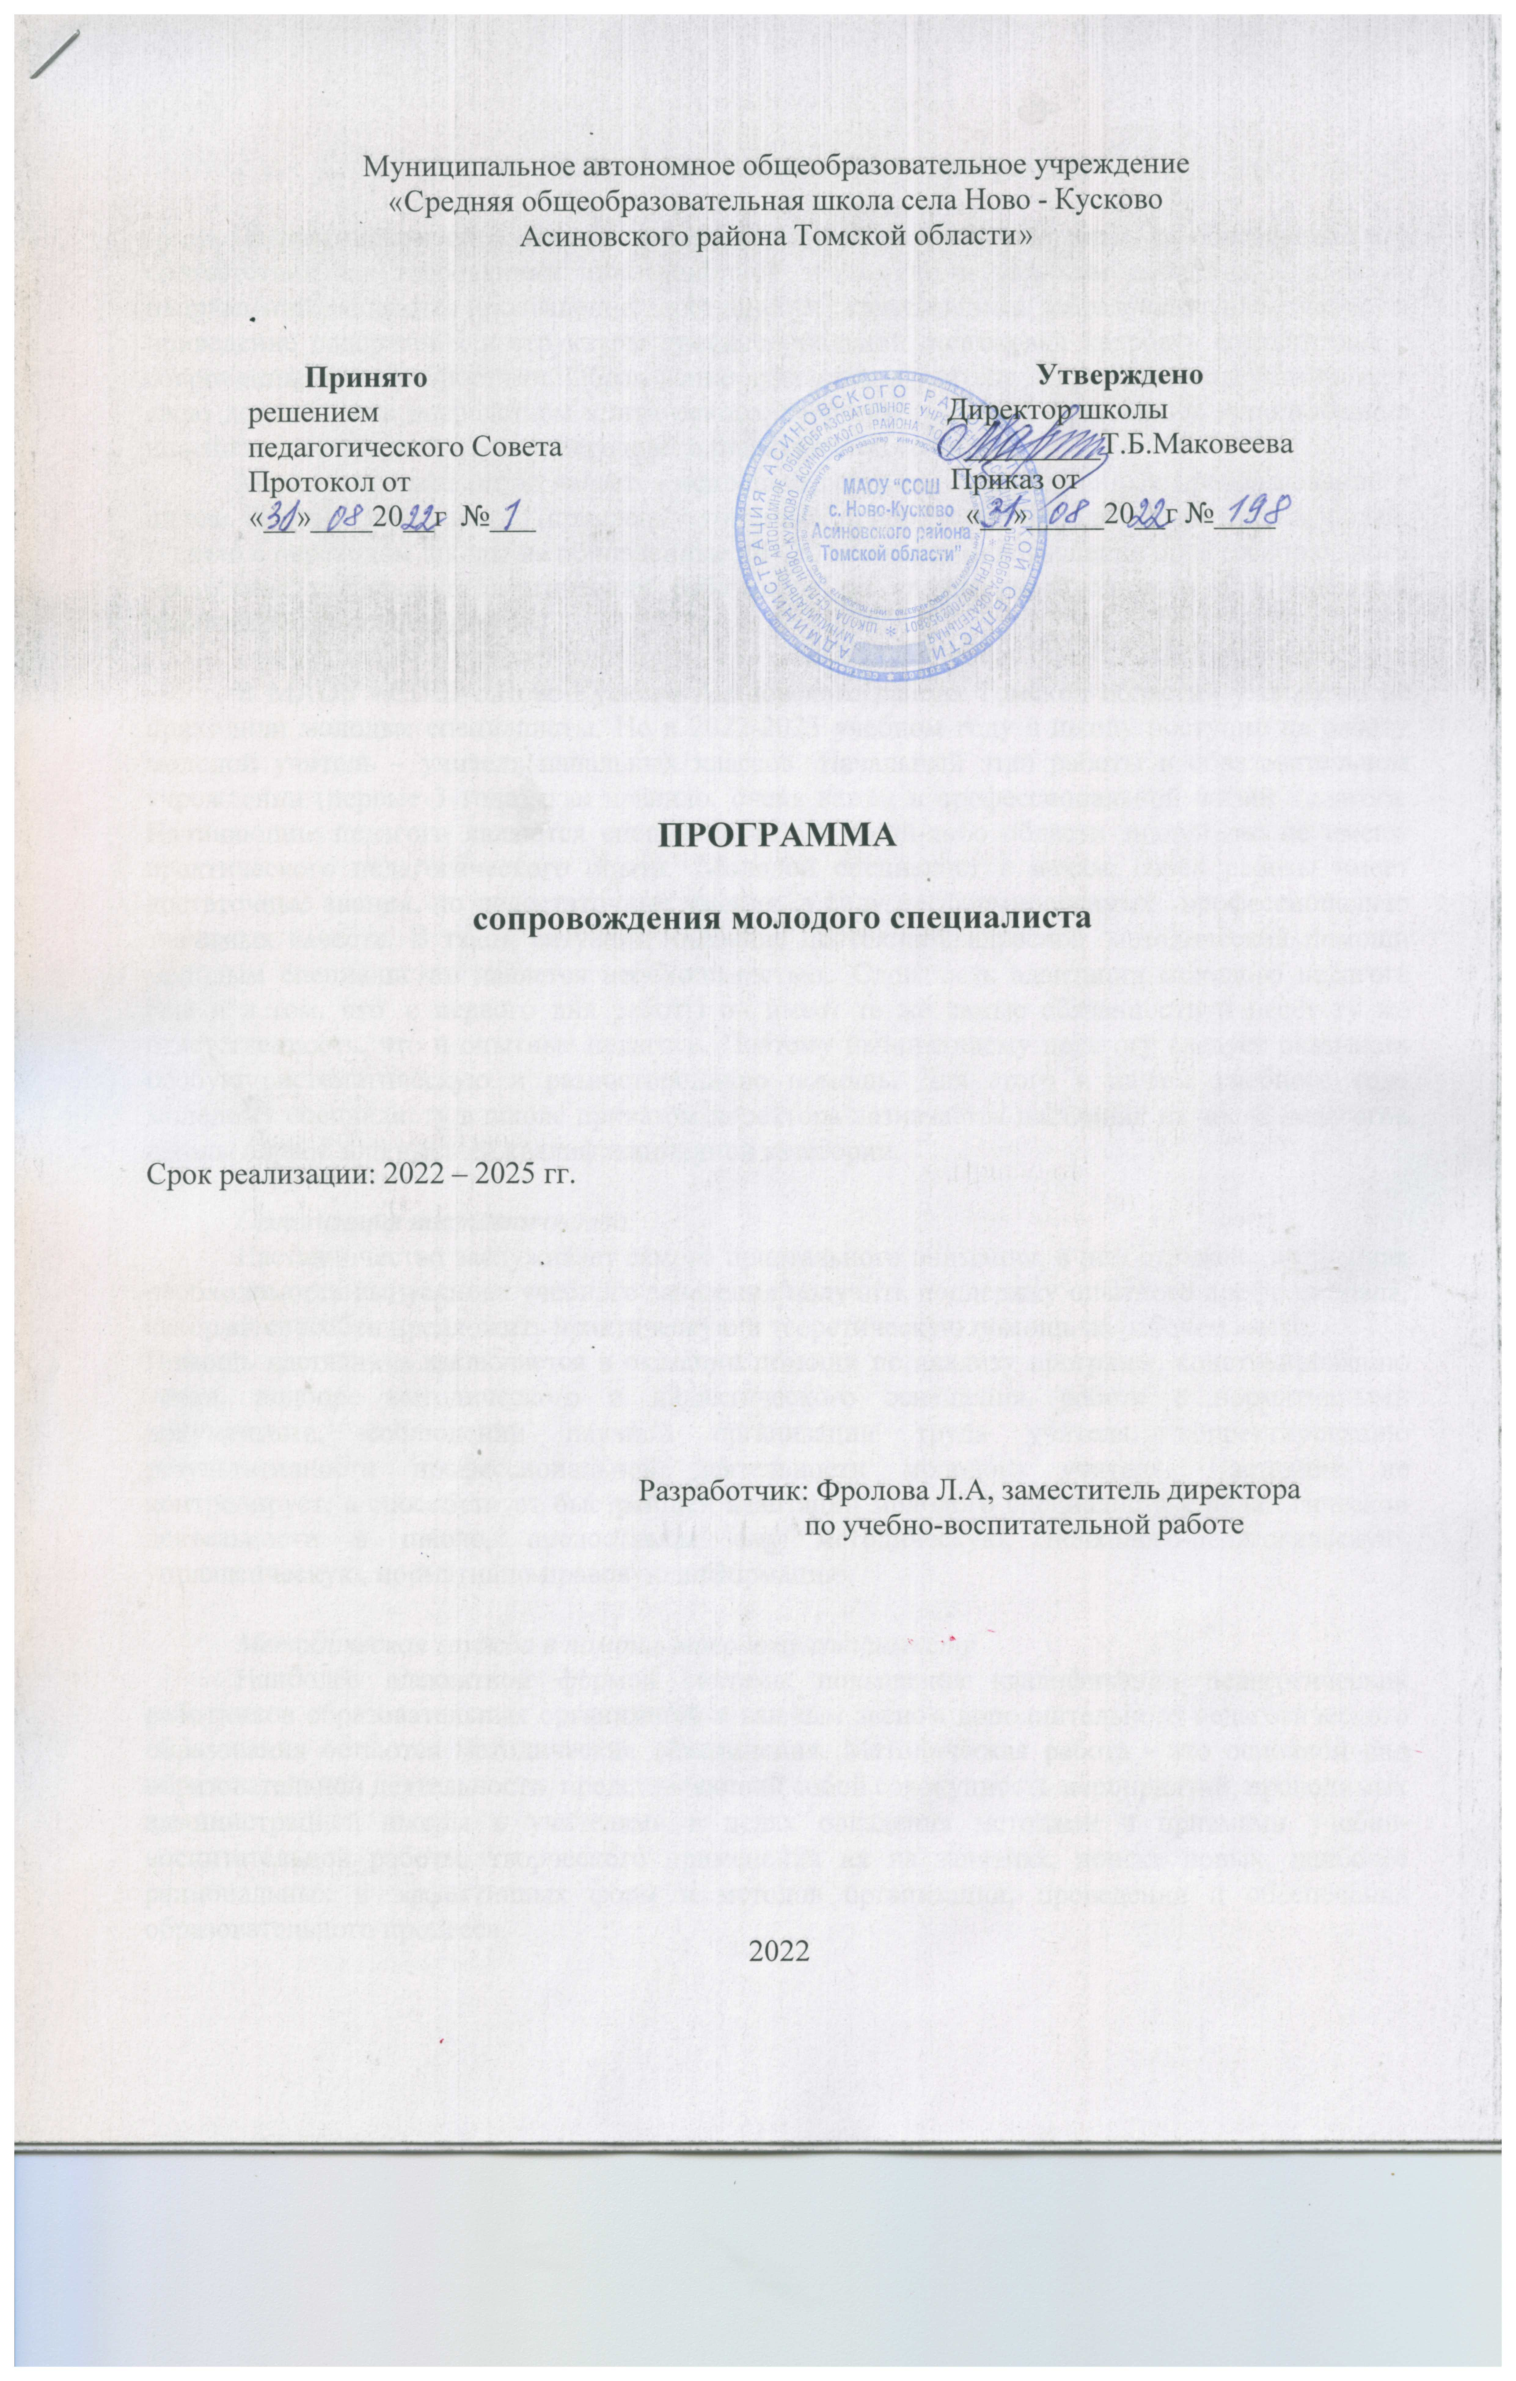 Муниципальное автономное общеобразовательное учреждение
«Средняя общеобразовательная школа села Ново - Кусково
Асиновского района Томской области»
Принято
решением
педагогического Совета
Протокол от
«31» 08 2022г №1
Утверждено
Директор школы
Т.Б.Маковеева
Приказ от
«31» 08 2022г № 198
МАОУ "СОШ
с. Ново-Кусково
Асиновского района
Томской области"
ПРОГРАММА
сопровождения молодого специалиста
Срок реализации: 2022 – 2025 гг.
Разработчик: Фролова Л.А, заместитель директора
по учебно-воспитательной работе
2022